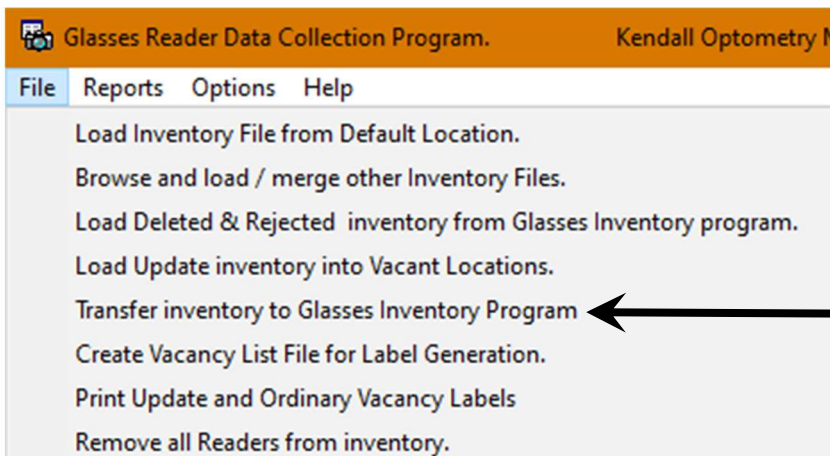 Glasses Reader Data Collection Program. Kendall Optometry
File Reports Options Help
Load Inventory File from Default Location.
Browse and load / merge other Inventory Files.
Load Deleted & Rejected  inventory from Glasses Inventory program.
Load Update inventory into Vacant Locations.
Transfer inventory to Glasses Inventory Program
Create Vacancy List File for Label Generation.
Print Update and Ordinary Vacancy Labels
Remove all Readers from inventory.